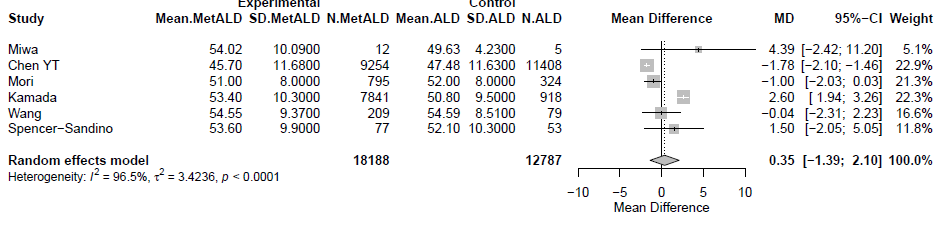 Experimental Control
Study Mean.MetALD SD.MetALD N.MetALD Mean.ALD SD.ALD N.ALD Mean Difference MD 95%−CI Weight
Miwa 54.02 10.0900 12 49.63 4.2300 5 4.39 [−2.42; 11.20] 5.1%
Chen YT 45.70 11.6800 9254 47.48 11.6300 11408 −1.78 [−2.10; −1.46] 22.9%
Mori 51.00 8.0000 795 52.00 8.0000 324 −1.00 [−2.03; 0.03] 21.3%
Kamada 53.40 10.3000 7841 50.80 9.5000 918 2.60 [ 1.94; 3.26] 22.3%
Wang 54.55 9.3700 209 54.59 8.5100 79 −0.04 [−2.31; 2.23] 16.6%
Spencer−Sandino 53.60 9.9000 77 52.10 10.3000 53 1.50 [−2.05; 5.05] 11.8%
Random effects model 18188 12787 0.35 [−1.39; 2.10] 100.0%
Heterogeneity: I² = 96.5%, τ² = 3.4236, p < 0.0001
−10 −5 0 5 10
Mean Difference